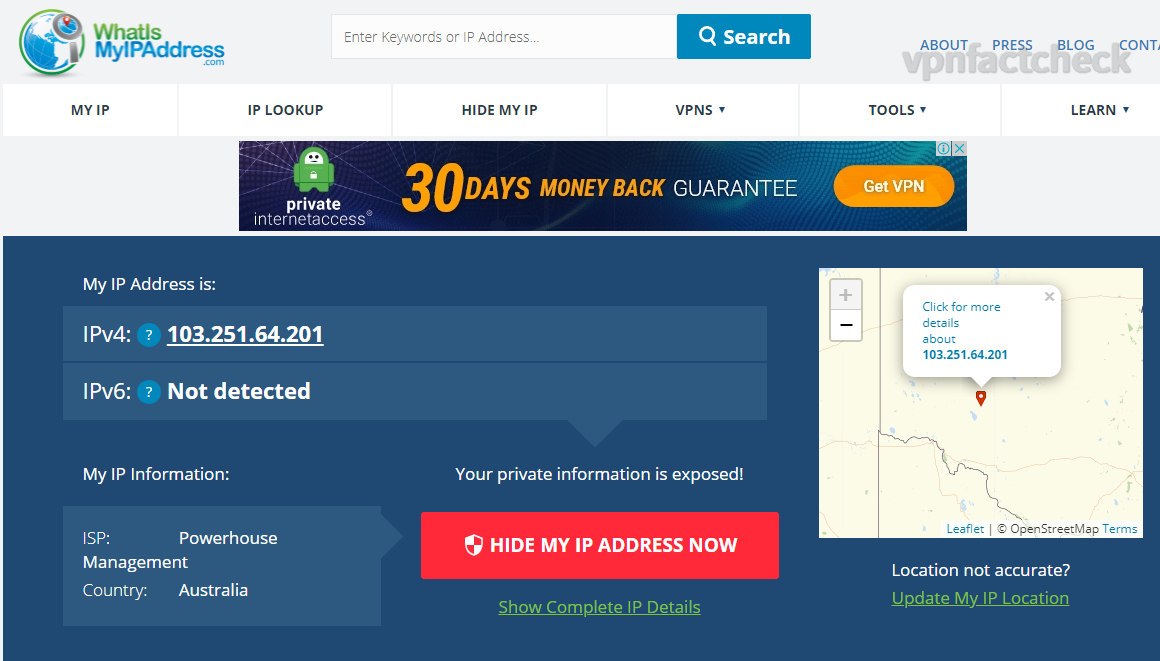 WhatIs
MyIPAddress
.com
Enter Keywords or IP Address...
Search
ABOUT PRESS BLOG CONTA
vpnfactcheck
MY IP
IP LOOKUP
HIDE MY IP
VPNS
TOOLS
LEARN
private
internetaccess®
30 DAYS MONEY BACK GUARANTEE
Get VPN
My IP Address is:
IPv4: ? 103.251.64.201
IPv6: ? Not detected
My IP Information:
ISP: Powerhouse
Management
Country: Australia
Your private information is exposed!
HIDE MY IP ADDRESS NOW
Show Complete IP Details
+
−
Click for more
details
about
103.251.64.201
×
Leaflet | © OpenStreetMap Terms
Location not accurate?
Update My IP Location